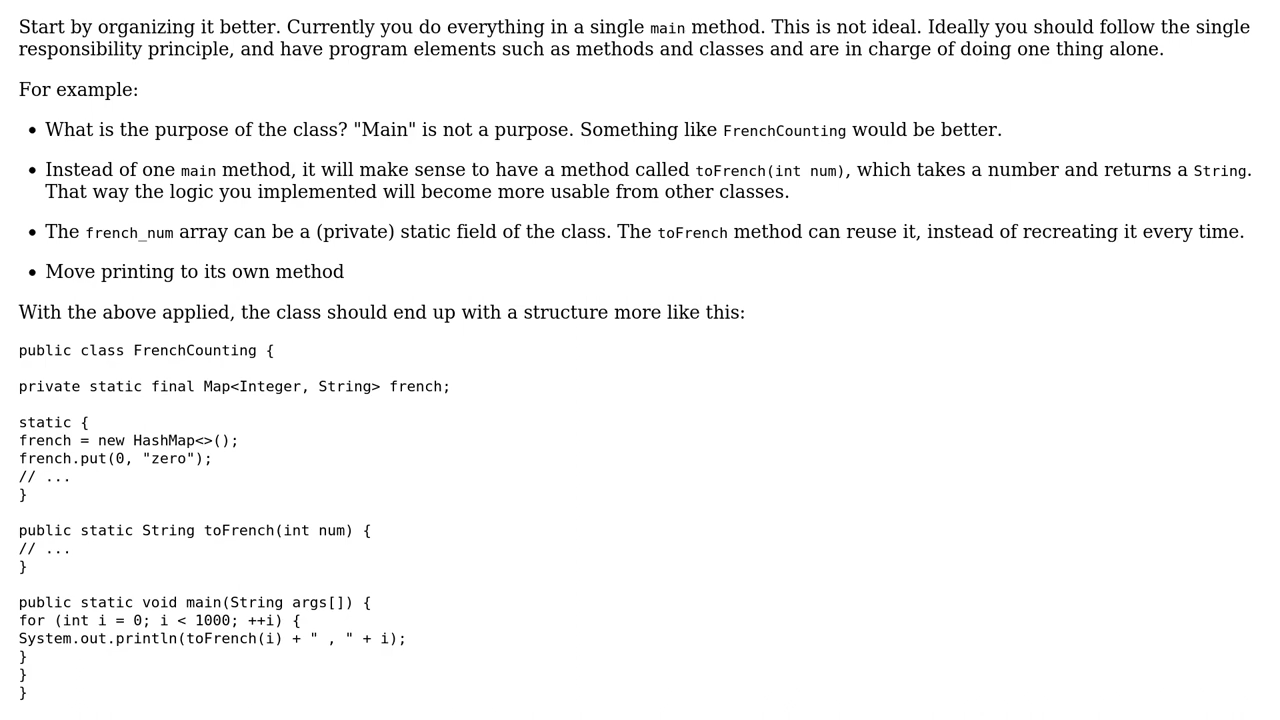 Start by organizing it better. Currently you do everything in a single main method. This is not ideal. Ideally you should follow the single
responsibility principle, and have program elements such as methods and classes and are in charge of doing one thing alone.
For example:
• What is the purpose of the class? "Main" is not a purpose. Something like FrenchCounting would be better.
• Instead of one main method, it will make sense to have a method called toFrench(int num), which takes a number and returns a String.
That way the logic you implemented will become more usable from other classes.
• The french_num array can be a (private) static field of the class. The toFrench method can reuse it, instead of recreating it every time.
• Move printing to its own method
With the above applied, the class should end up with a structure more like this:
public class FrenchCounting {
private static final Map<Integer, String> french;
static {
french = new HashMap<>();
french.put(0, "zero");
// ...
}
public static String toFrench(int num) {
// ...
}
public static void main(String args[]) {
for (int i = 0; i < 1000; ++i) {
System.out.println(toFrench(i) + " , " + i);
}
}
}